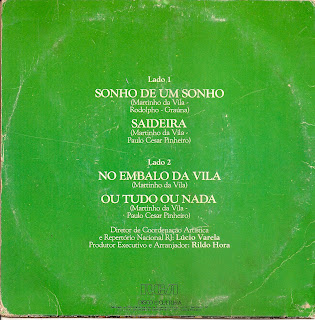 Lado 1
SONHO DE UM SONHO
(Martinho da Vila -
Rodolpho - Graúna)
SAIDEIRA
(Martinho da Vila -
Paulo Cesar Pinheiro)
Lado 2
NO EMBALO DA VILA
(Martinho da Vila)
OU TUDO OU NADA
(Martinho da Vila -
Paulo Cesar Pinheiro)
Diretor de Coordenação Artística
e Repertório Nacional RJ: Lúcio Varela
Produtor Executivo e Arranjador: Rildo Hora